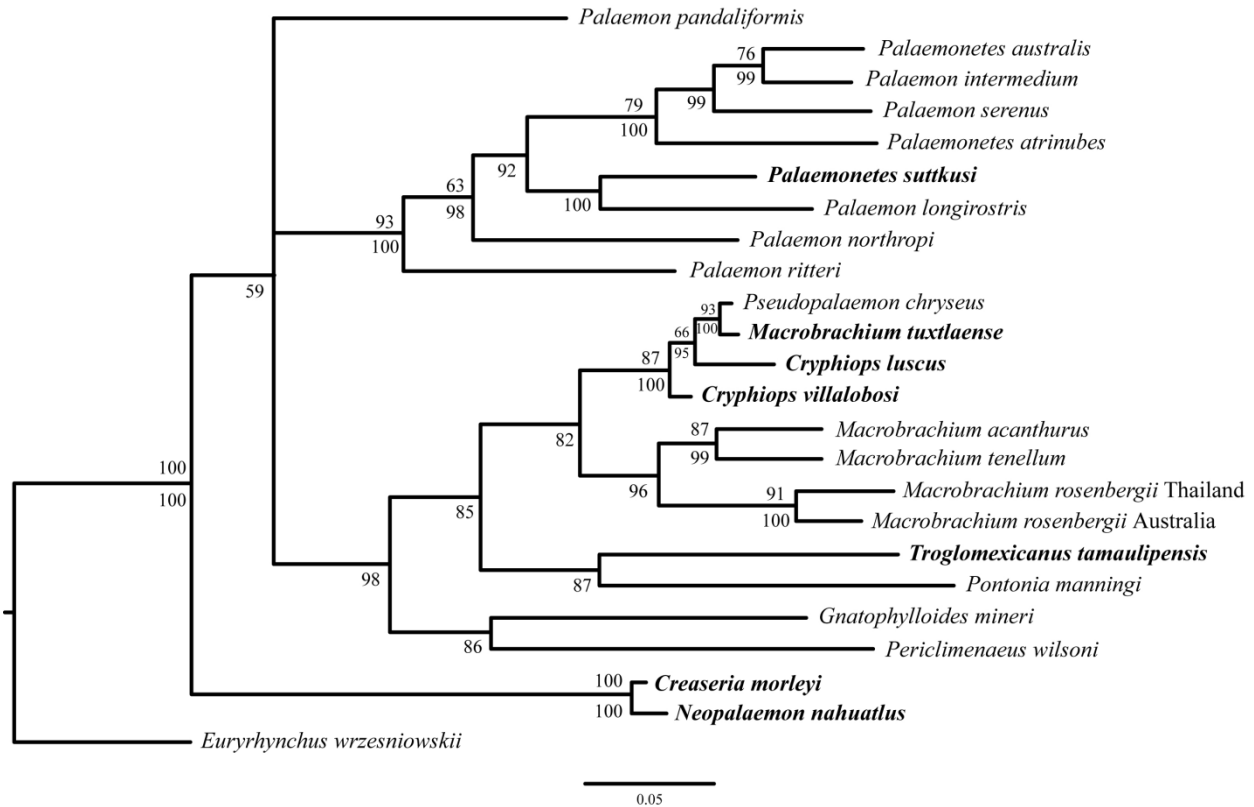 Palaemon pandaliformis
76 Palaemonetes australis
99 Palaemon intermedium
99 Palaemon serenus
79
100 Palaemonetes atrinubes
92 Palaemonetes suttkusi
100 Palaemon longirostris
63
98 Palaemon northropi
93
100 Palaemon ritteri
59
93 Pseudopalaemon chryseus
100 Macrobrachium tuxtlaense
66
95 Cryphiops luscus
87
100 Cryphiops villalobosi
82
87 Macrobrachium acanthurus
99 Macrobrachium tenellum
96
91 Macrobrachium rosenbergii Thailand
100 Macrobrachium rosenbergii Australia
100
100
85
Troglomexicanus tamaulipensis
87 Pontonia manningi
98
Gnatophylloides mineri
86 Periclimenaeus wilsoni
100 Creaseria morleyi
100 Neopalaemon nahuatlus
Euryrhynchus wrzesniowskii
0.05